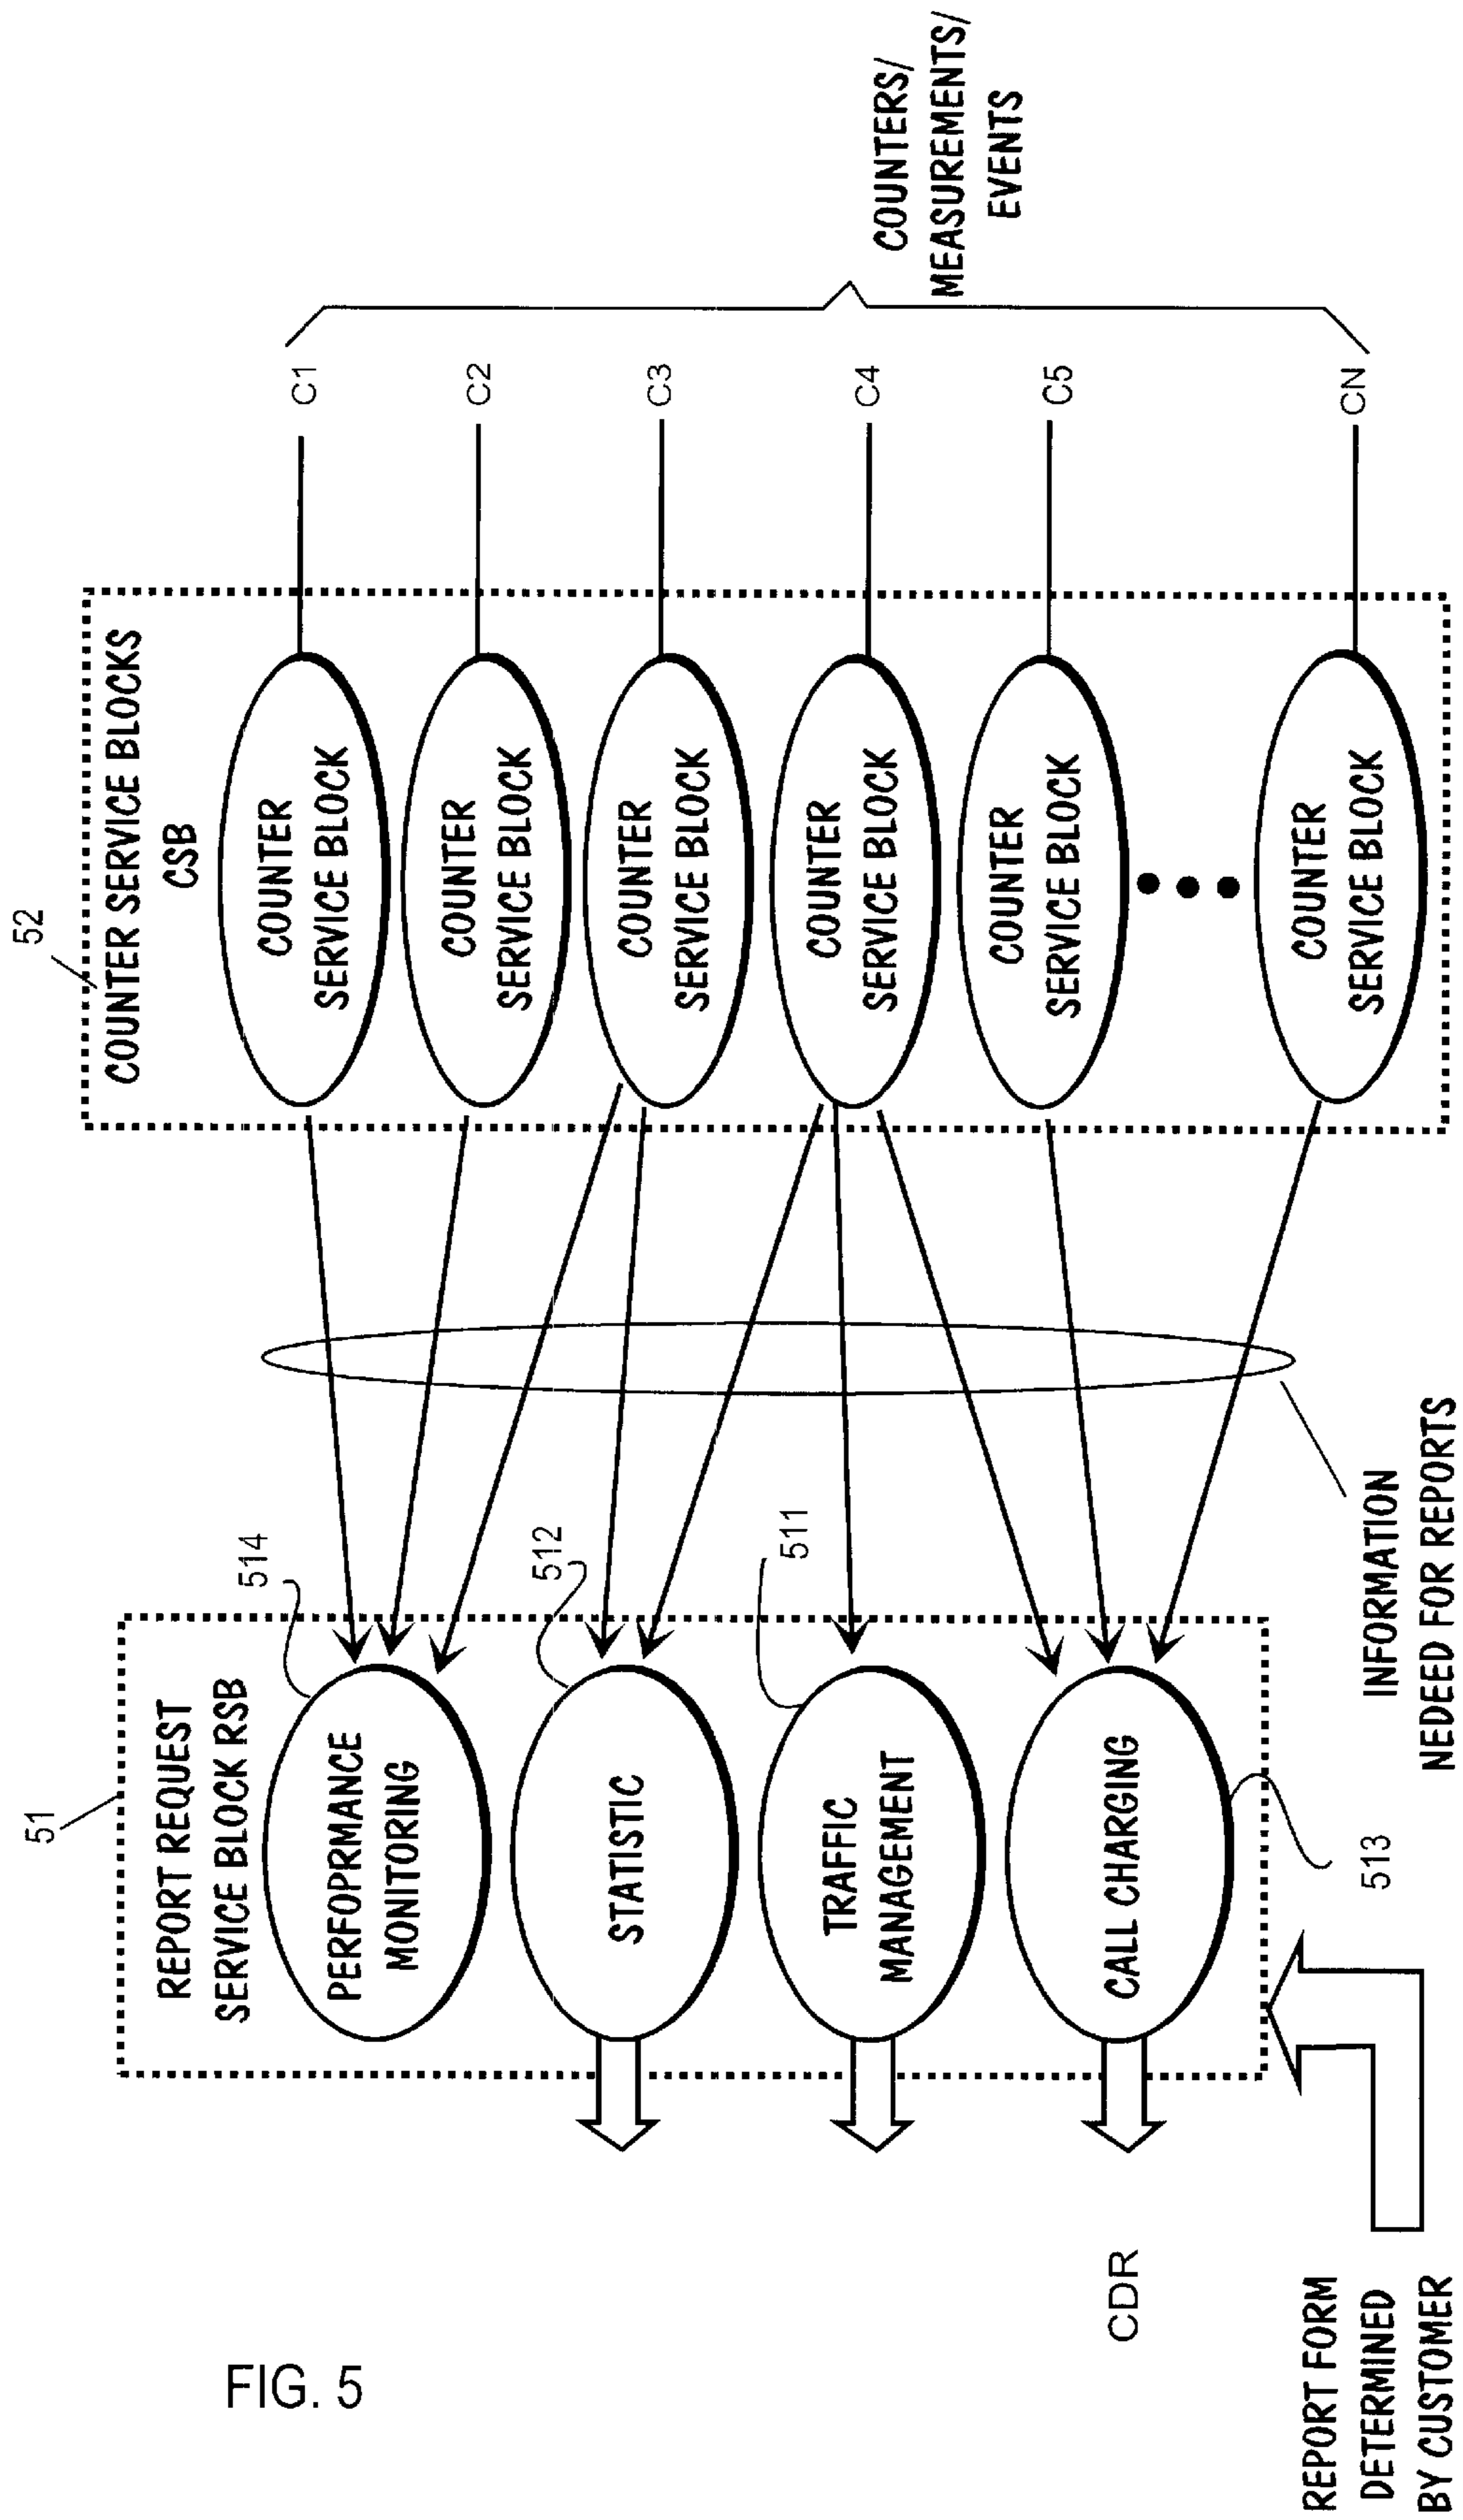 FIG. 5
51
REPORT REQUEST
SERVICE BLOCK RSB
PERFOPRMANCE
MONITORING
514
STATISTIC
512
TRAFFIC
MANAGEMENT
511
CALL CHARGING
513
CDR
REPORT FORM
DETERMINED
BY CUSTOMER
INFORMATION
NEDEED FOR REPORTS
52
COUNTER SERVICE BLOCKS
CSB
COUNTER
SERVICE BLOCK
COUNTER
SERVICE BLOCK
COUNTER
SERVICE BLOCK
COUNTER
SERVICE BLOCK
COUNTER
SERVICE BLOCK
COUNTER
SERVICE BLOCK
C1
C2
C3
C4
C5
CN
COUNTERS/
MEASUREMENTS/
EVENTS